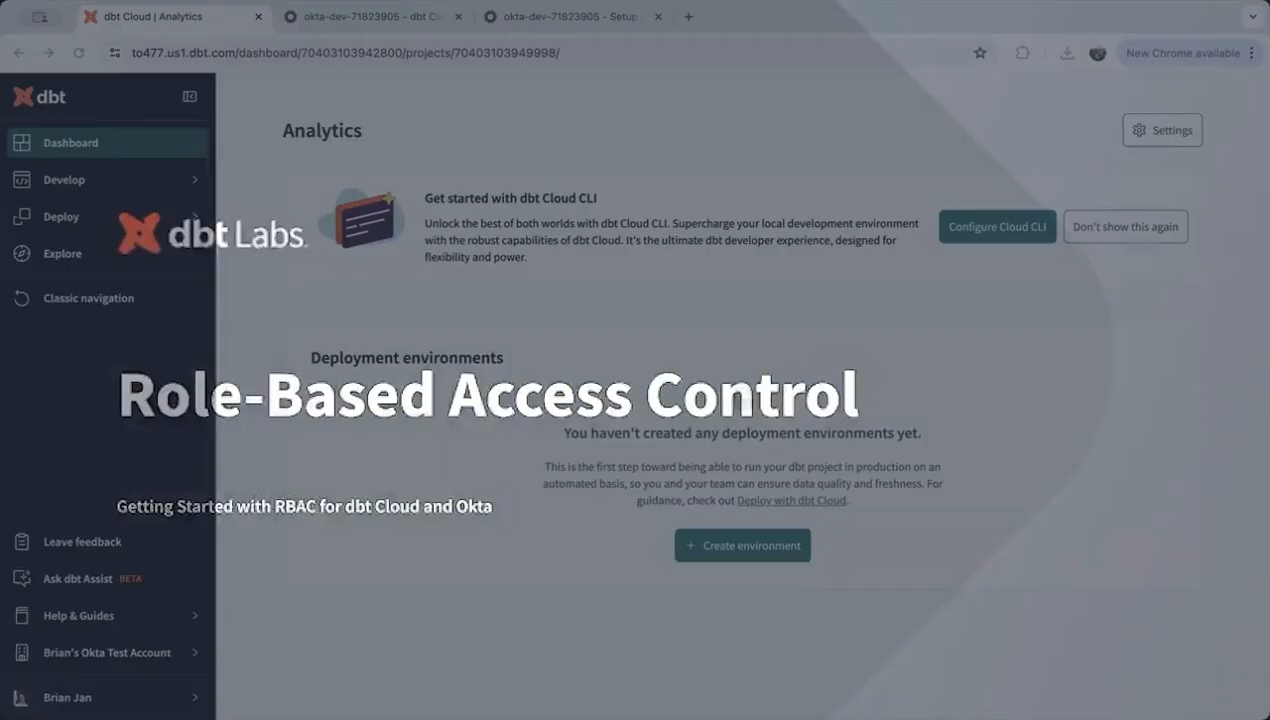 dbt Cloud | Analytics
okta-dev-71823905 - dbt Cl
okta-dev-71823905 - Setup
to477.us1.dbt.com/dashboard/70403103942800/projects/70403103949998/
New Chrome available
dbt
Dashboard
Develop
Deploy
Explore
Classic navigation
Analytics
Settings
Get started with dbt Cloud CLI
Unlock the best of both worlds with dbt Cloud CLI. Supercharge your local development environment
with the robust capabilities of dbt Cloud. It's the ultimate dbt developer experience, designed for
flexibility and power.
Configure Cloud CLI
Don't show this again
dbt Labs
Deployment environments
Role-Based Access Control
You haven't created any deployment environments yet.
This is the first step toward being able to run your dbt project in production on an
automated basis, so you and your team can ensure data quality and freshness. For
guidance, check out Deploy with dbt Cloud.
Getting Started with RBAC for dbt Cloud and Okta
+ Create environment
Leave feedback
Ask dbt Assist BETA
Help & Guides
Brian's Okta Test Account
Brian Jan